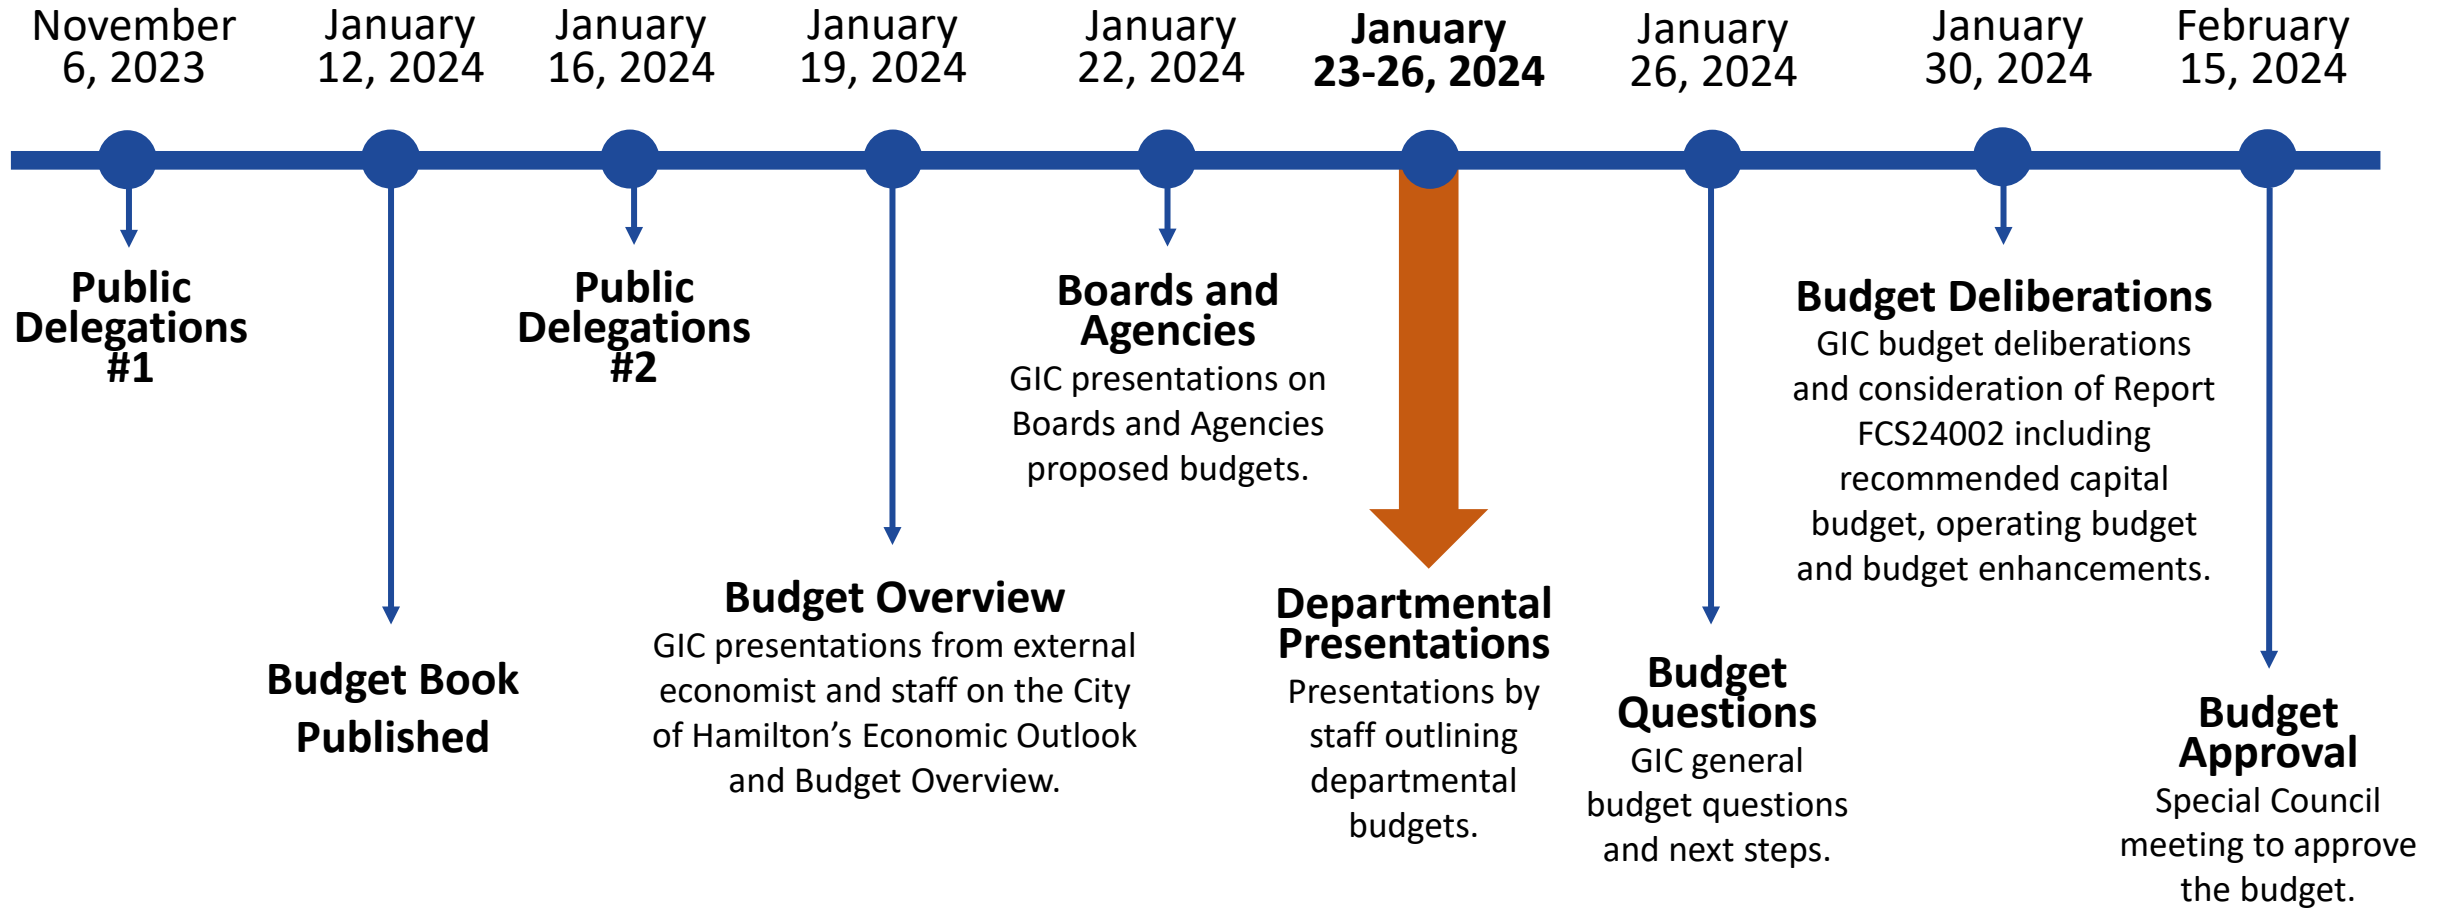 November
6, 2023
January
12, 2024
January
16, 2024
January
19, 2024
January
22, 2024
January
23-26, 2024
January
26, 2024
January
30, 2024
February
15, 2024
Public
Delegations
#1
Budget Book
Published
Public
Delegations
#2
Budget Overview
GIC presentations from external
economist and staff on the City
of Hamilton’s Economic Outlook
and Budget Overview.
Boards and
Agencies
GIC presentations on
Boards and Agencies
proposed budgets.
Departmental
Presentations
Presentations by
staff outlining
departmental
budgets.
Budget
Questions
GIC general
budget questions
and next steps.
Budget Deliberations
GIC budget deliberations
and consideration of Report
FCS24002 including
recommended capital
budget, operating budget
and budget enhancements.
Budget
Approval
Special Council
meeting to approve
the budget.